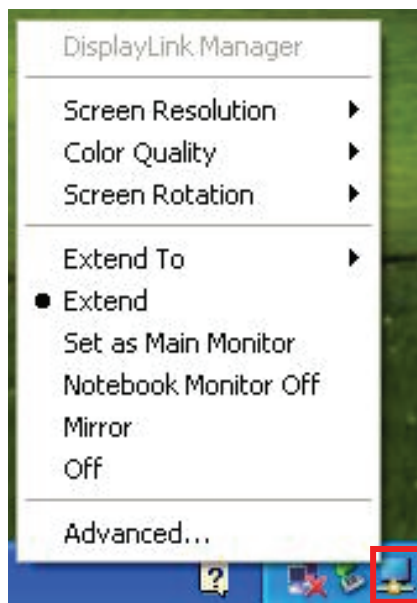 DisplayLink Manager
Screen Resolution
Color Quality
Screen Rotation
Extend To
Extend
Set as Main Monitor
Notebook Monitor Off
Mirror
Off
Advanced...
?